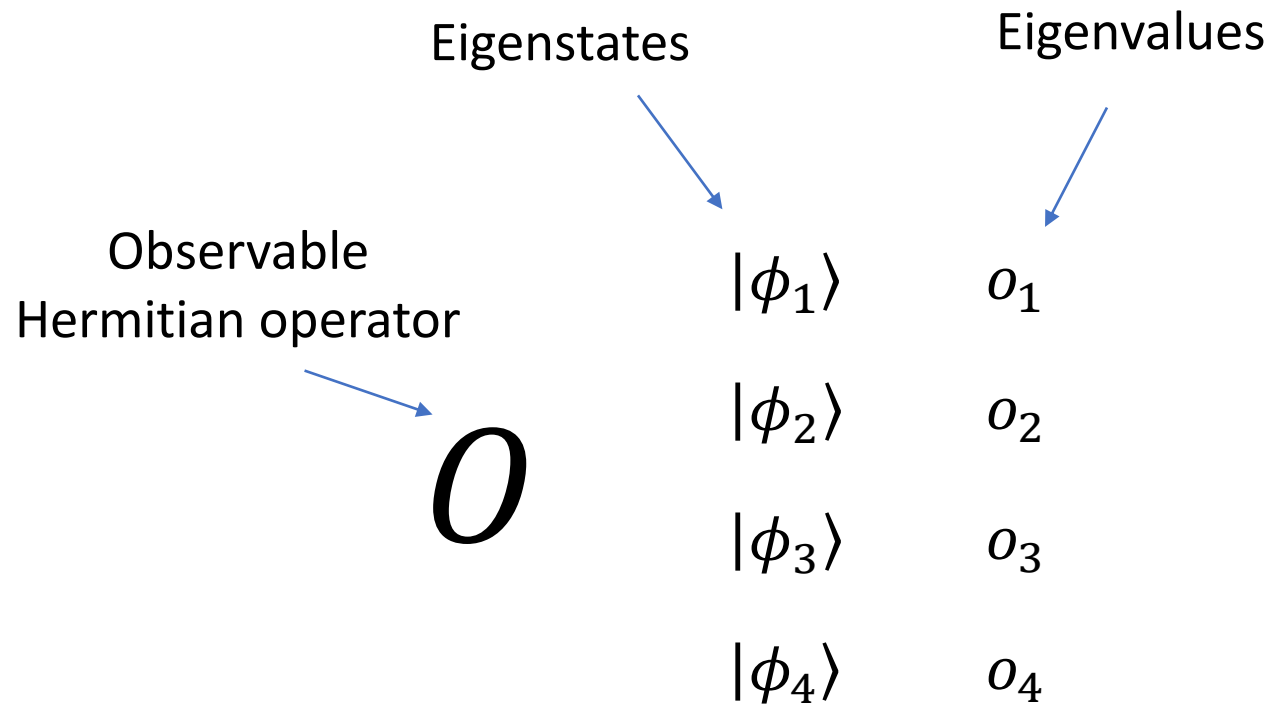 Eigenstates
Eigenvalues
Observable
Hermitian operator
O
|ϕ₁⟩ o₁
|ϕ₂⟩ o₂
|ϕ₃⟩ o₃
|ϕ₄⟩ o₄